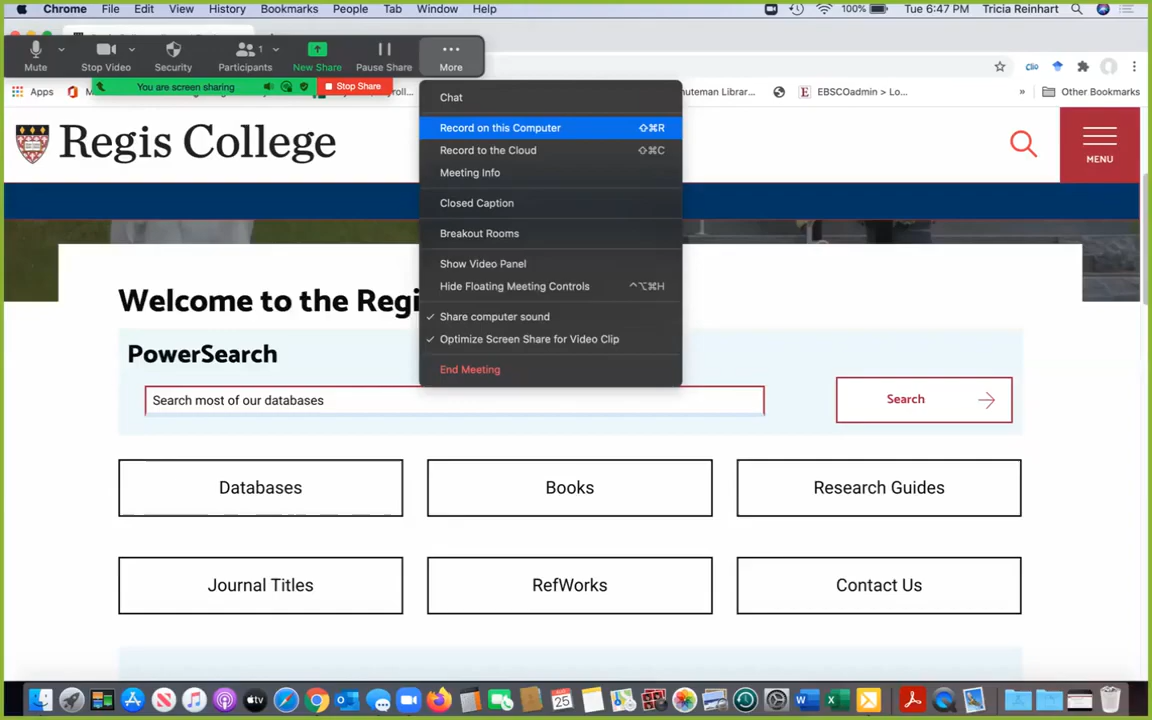 Chrome File Edit View History Bookmarks People Tab Window Help 100% Tue 6:47 PM Tricia Reinhart
Mute Stop Video Security Participants 1 New Share Pause Share More
You are screen sharing Stop Share
Apps EBSCOadmin > Lo... » Other Bookmarks
Chat
Record on this Computer ⇧⌘R
Record to the Cloud ⇧⌘C
Meeting Info
Closed Caption
Breakout Rooms
Show Video Panel
Hide Floating Meeting Controls ^⌥⌘H
✓ Share computer sound
✓ Optimize Screen Share for Video Clip
End Meeting
Regis College
MENU
Welcome to the Regi
PowerSearch
Search most of our databases
Search
Databases Books Research Guides
Journal Titles RefWorks Contact Us
25